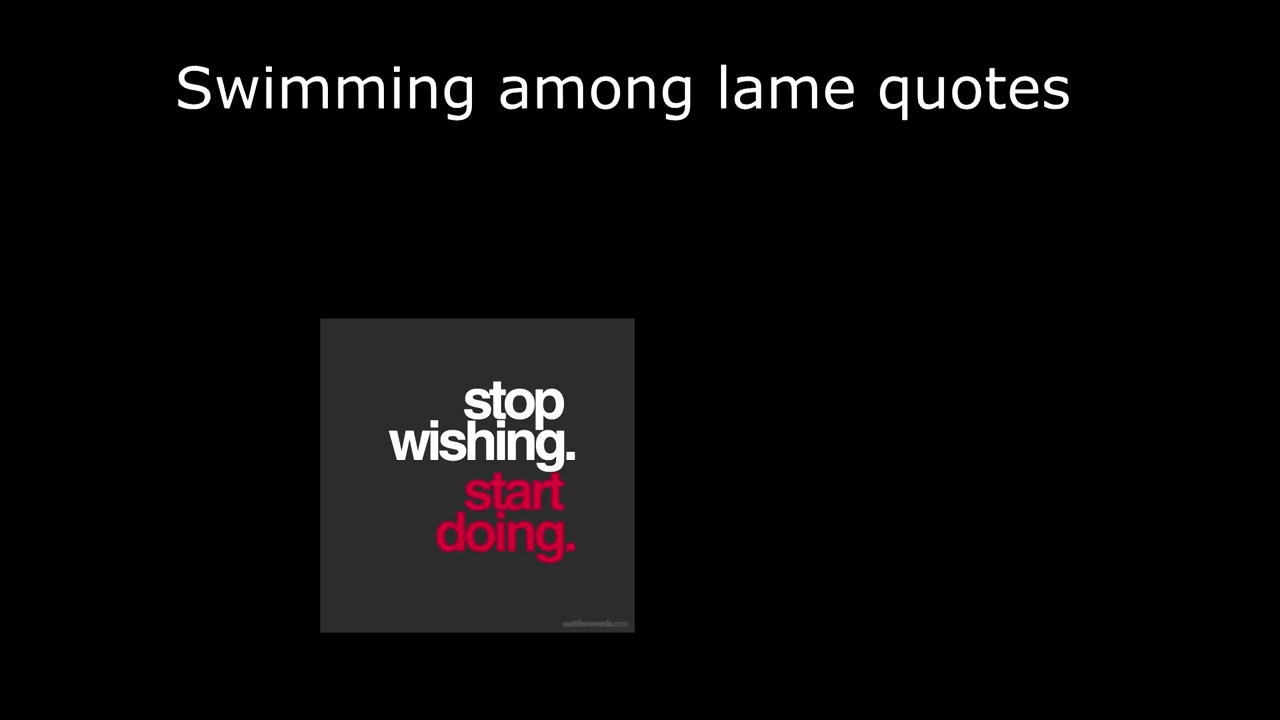 Swimming among lame quotes
stop
wishing.
start
doing.